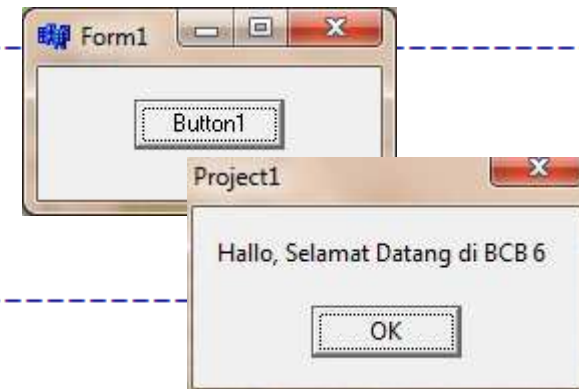 Form1
Button1
Project1
Hallo, Selamat Datang di BCB 6
OK